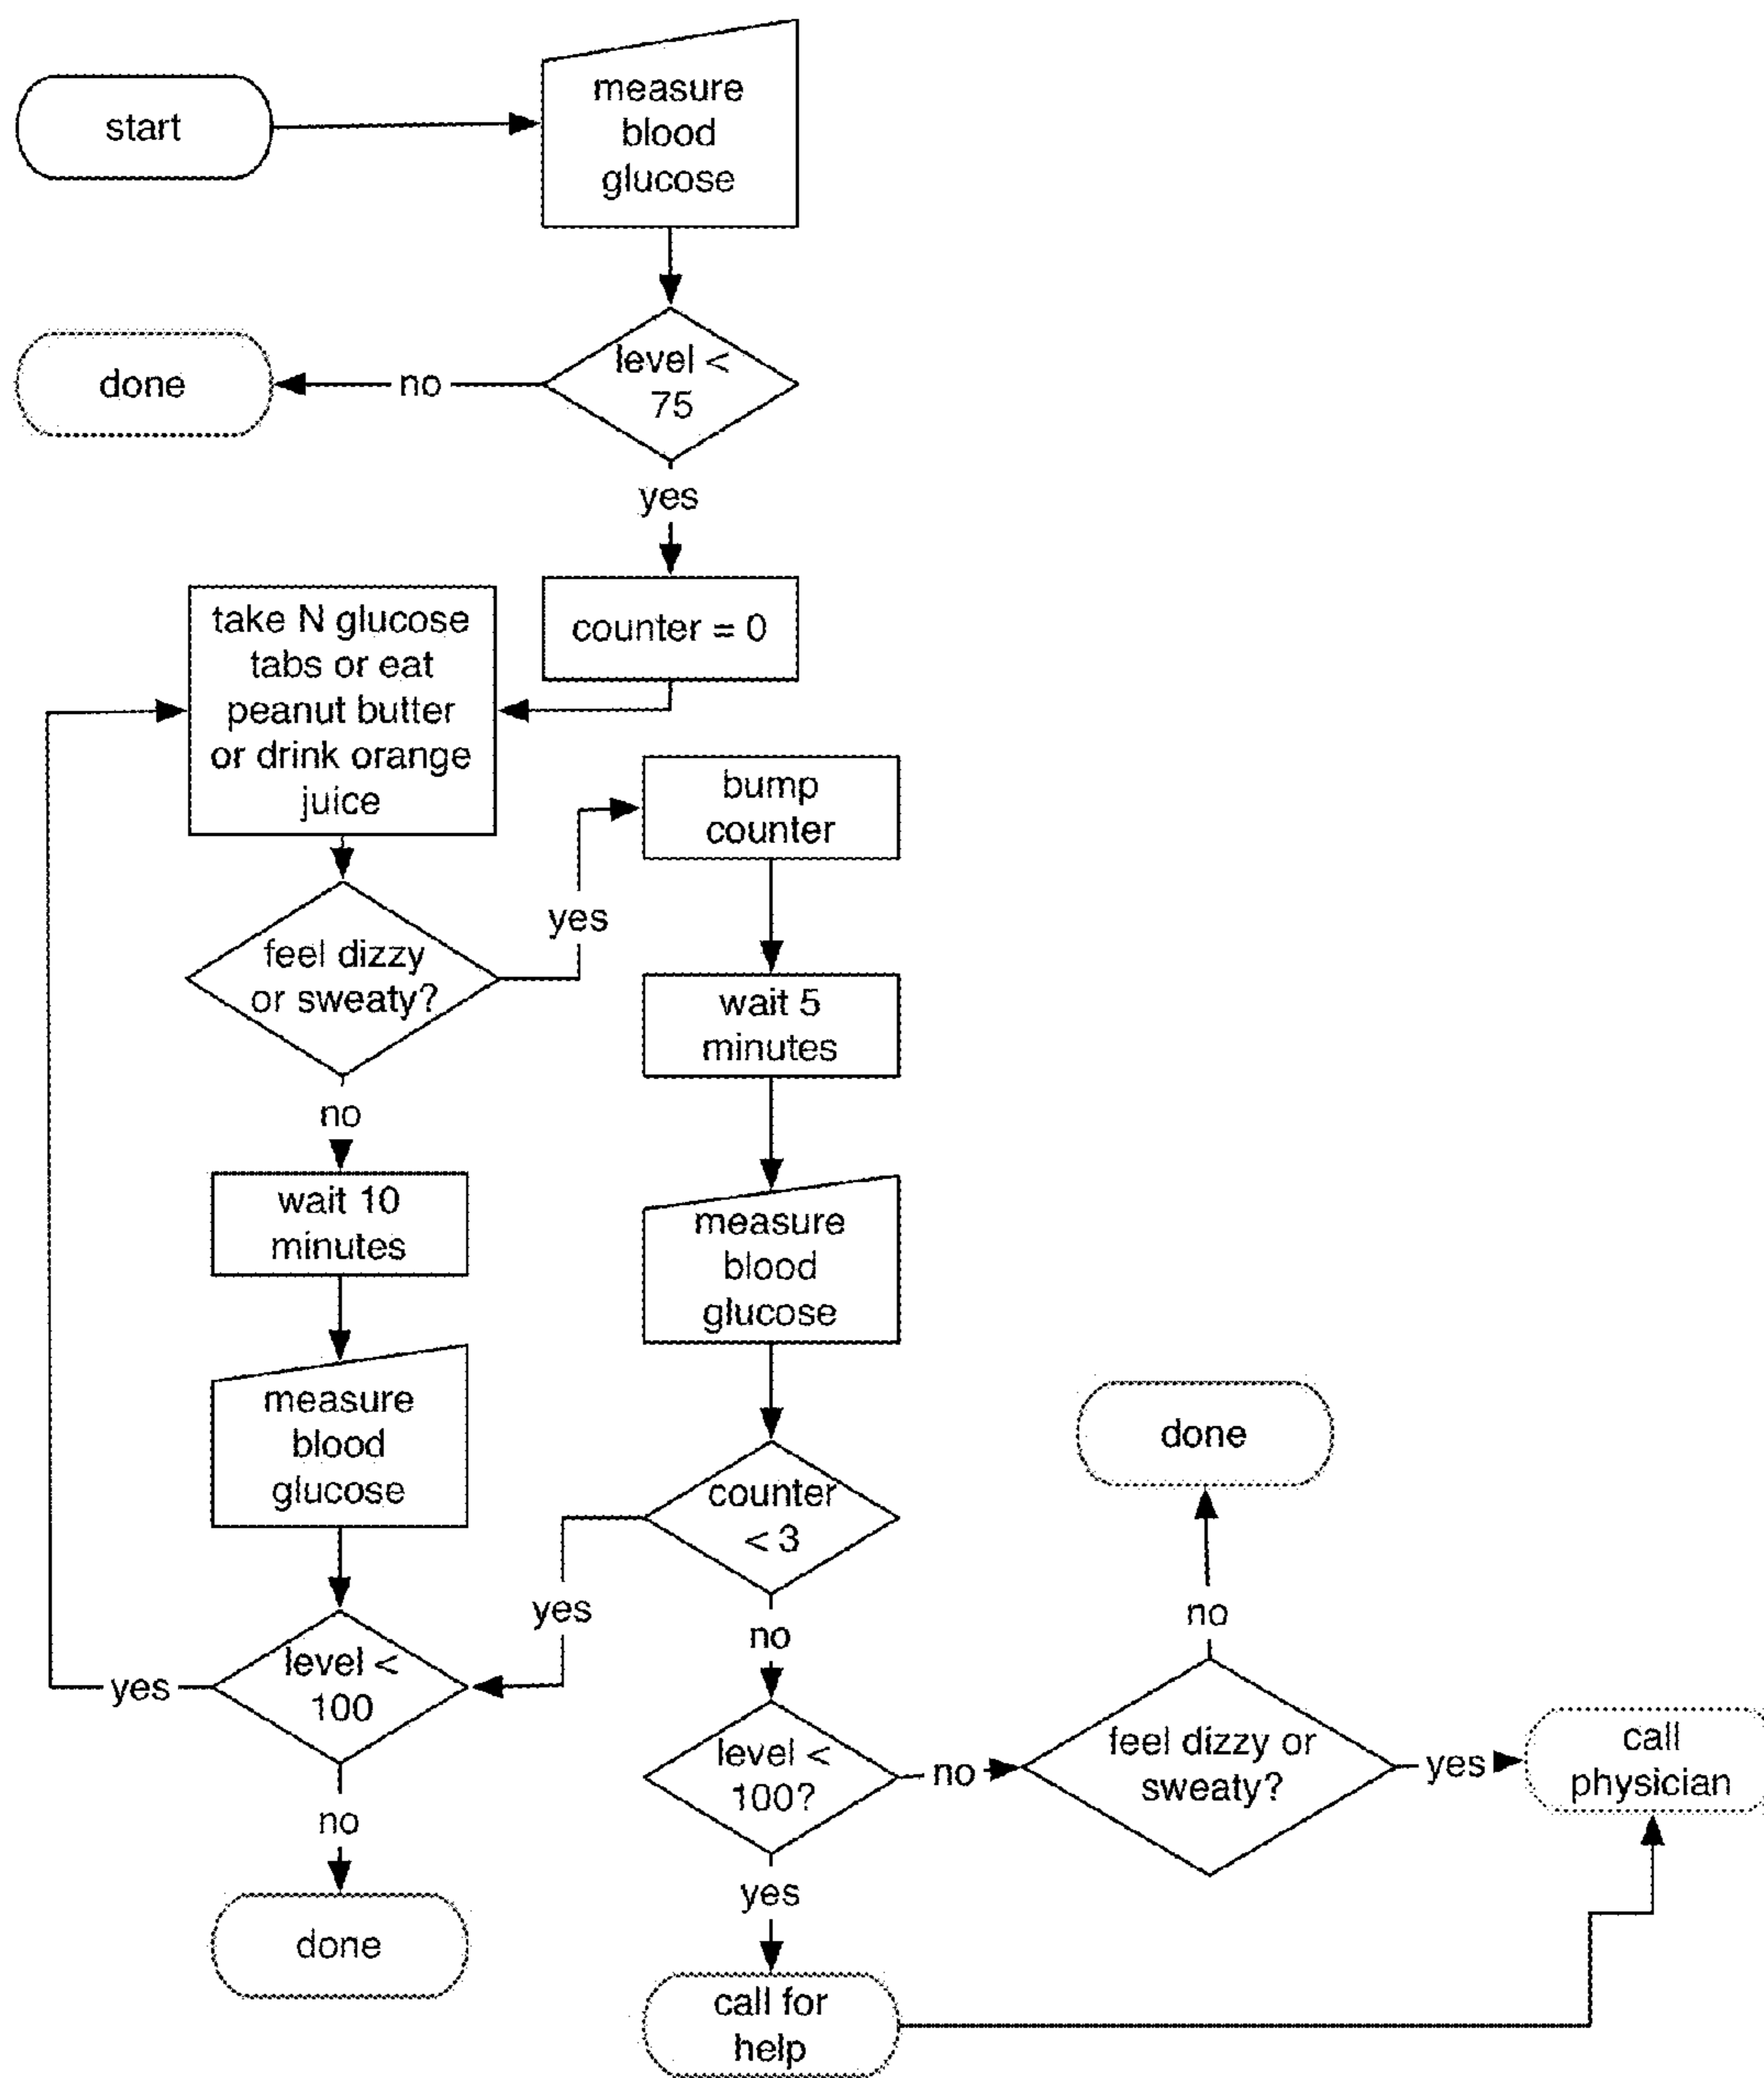 start
measure
blood
glucose
level <
75
no
done
yes
counter = 0
take N glucose
tabs or eat
peanut butter
or drink orange
juice
feel dizzy
or sweaty?
yes
bump
counter
wait 5
minutes
measure
blood
glucose
no
wait 10
minutes
measure
blood
glucose
level <
100
yes
no
done
counter
< 3
yes
no
level <
100?
no
feel dizzy or
sweaty?
no
done
yes
call
physician
yes
call for
help